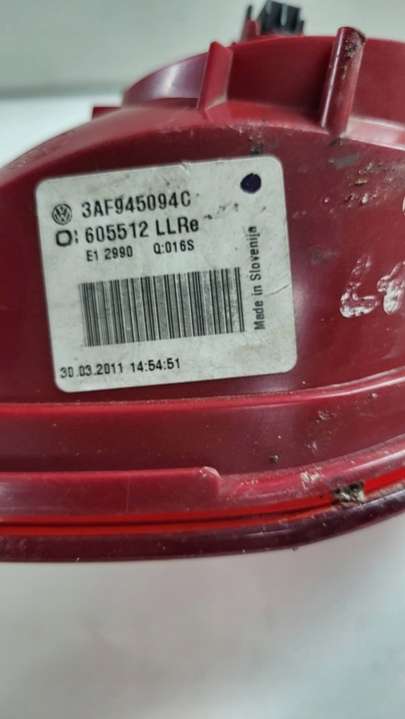 3AF945094C
605512 LLRe
E1 2990 Q:016S
Made in Slovenija
30.03.2011 14:54:51